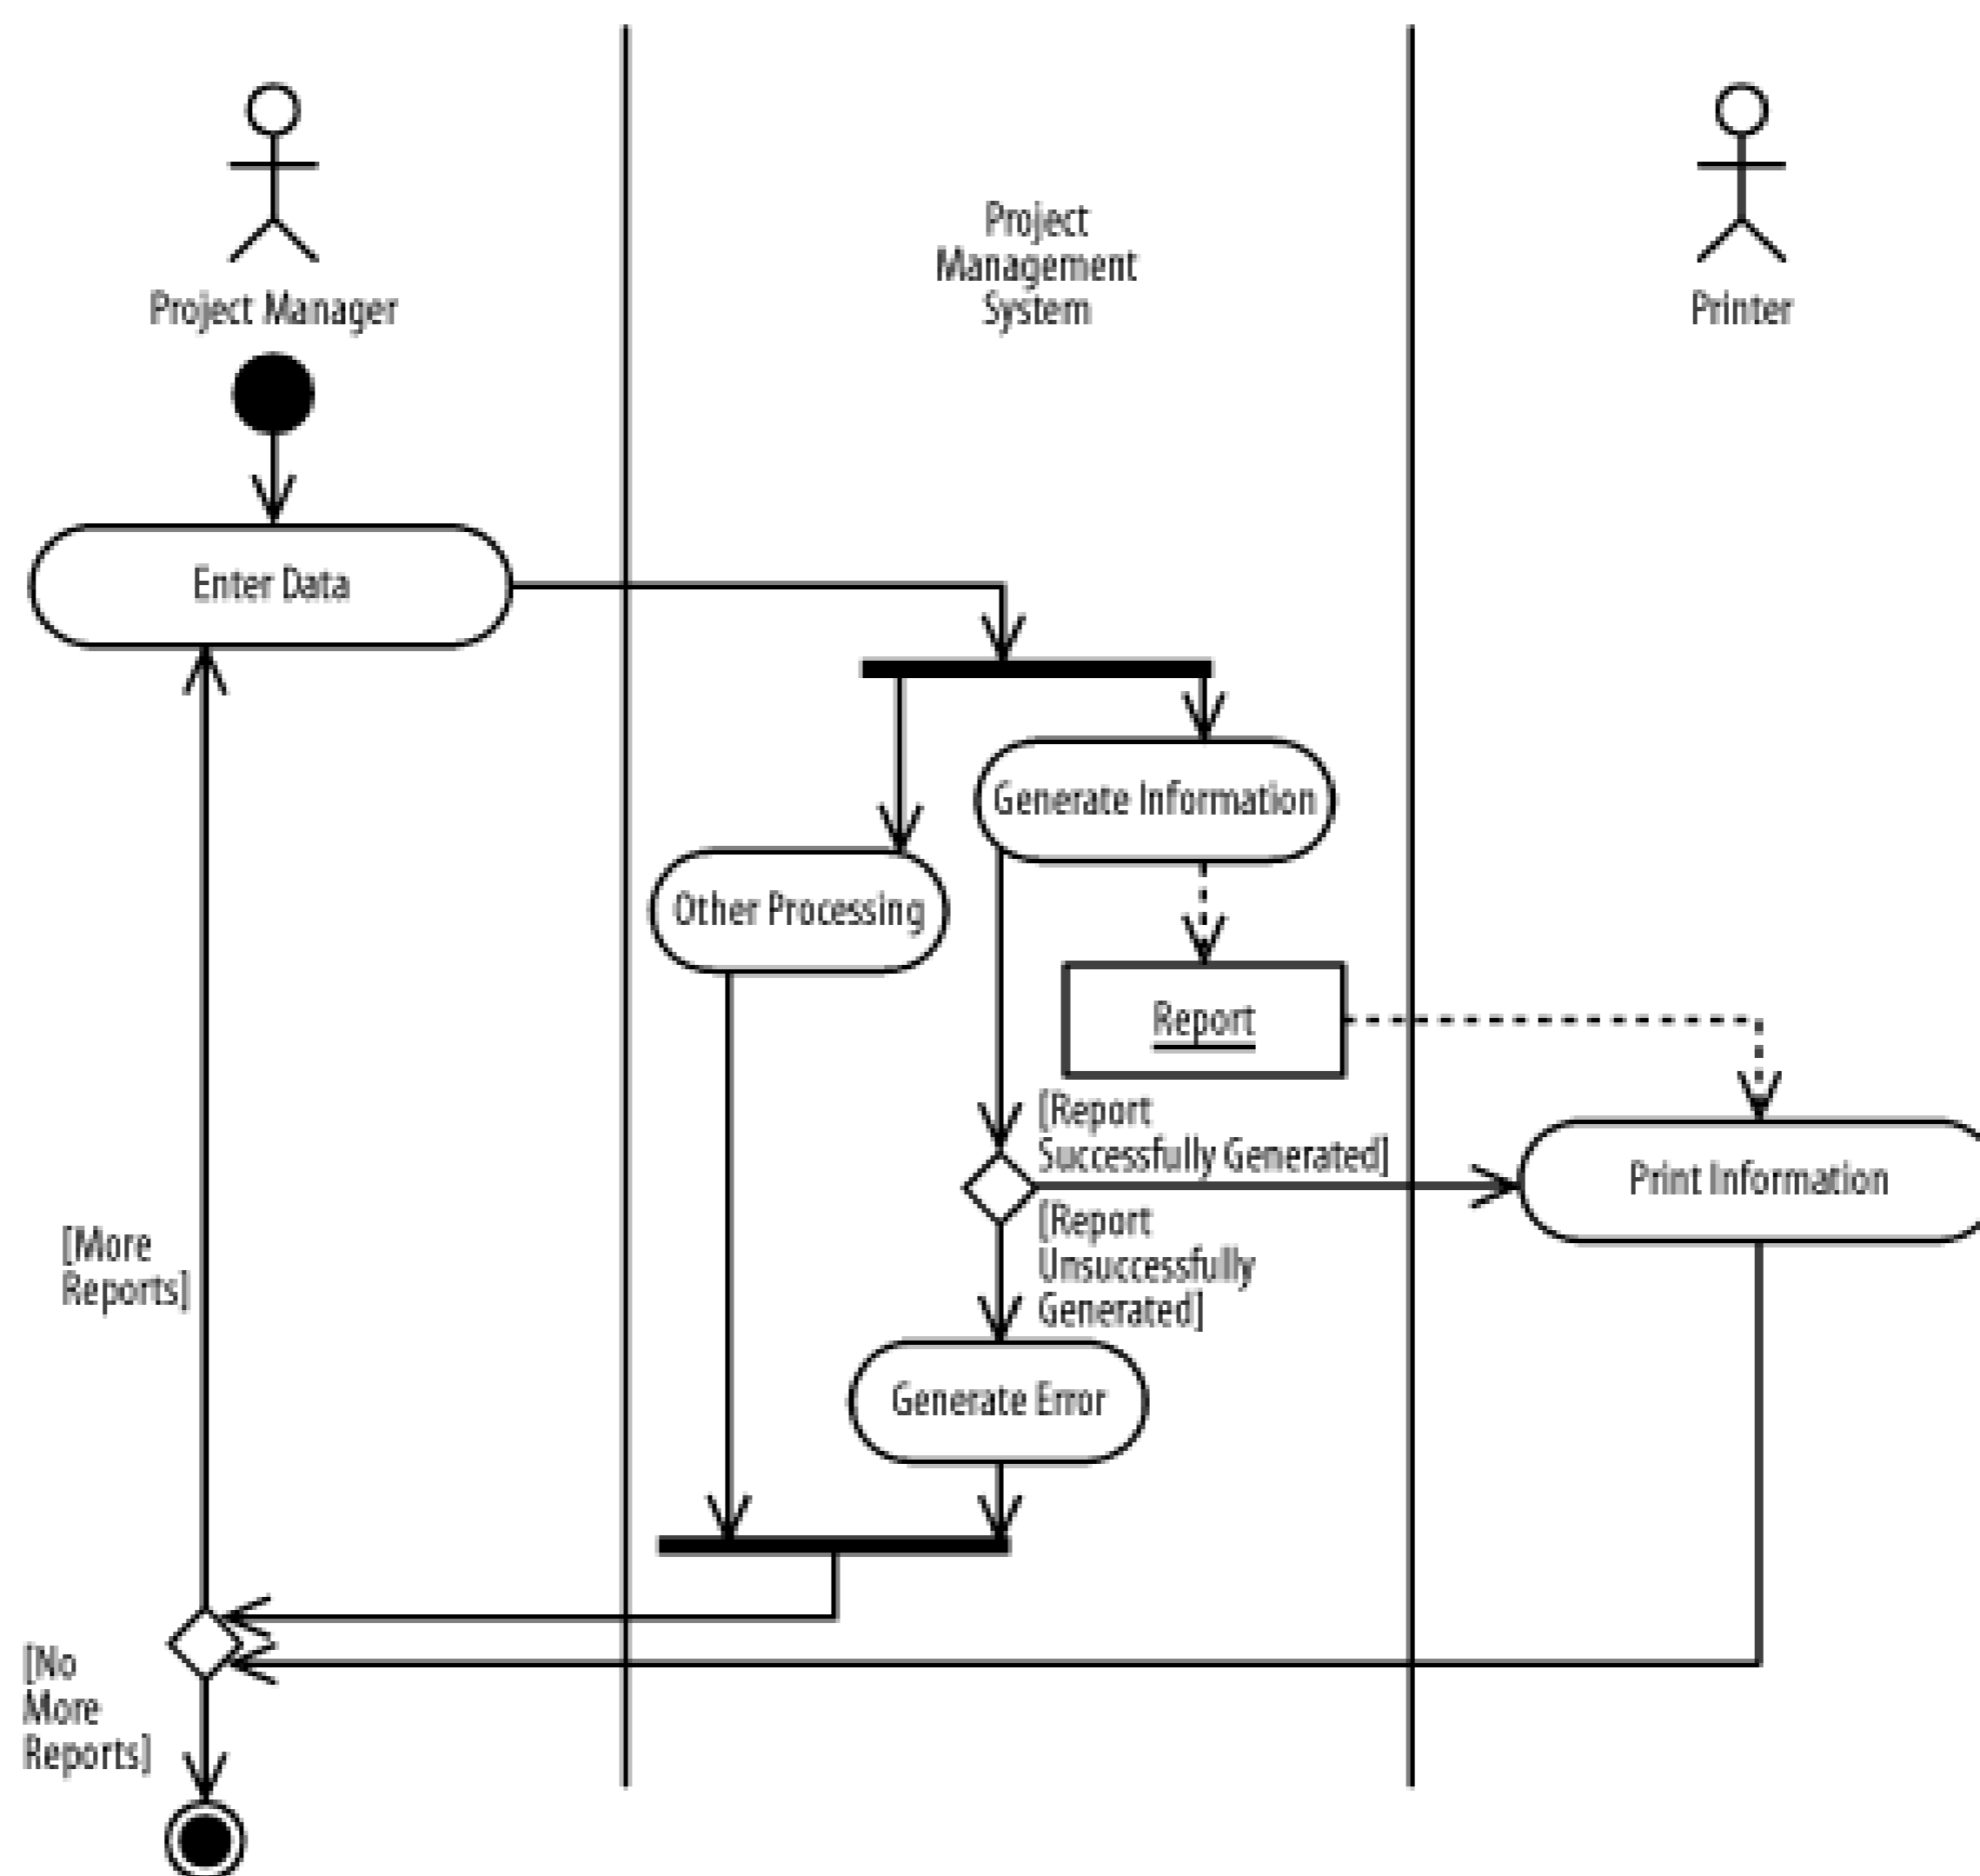 Project Manager
Project
Management
System
Printer
Enter Data
Generate Information
Other Processing
Report
[Report
Successfully Generated]
Print Information
[Report
Unsuccessfully
Generated]
[More
Reports]
Generate Error
[No
More
Reports]